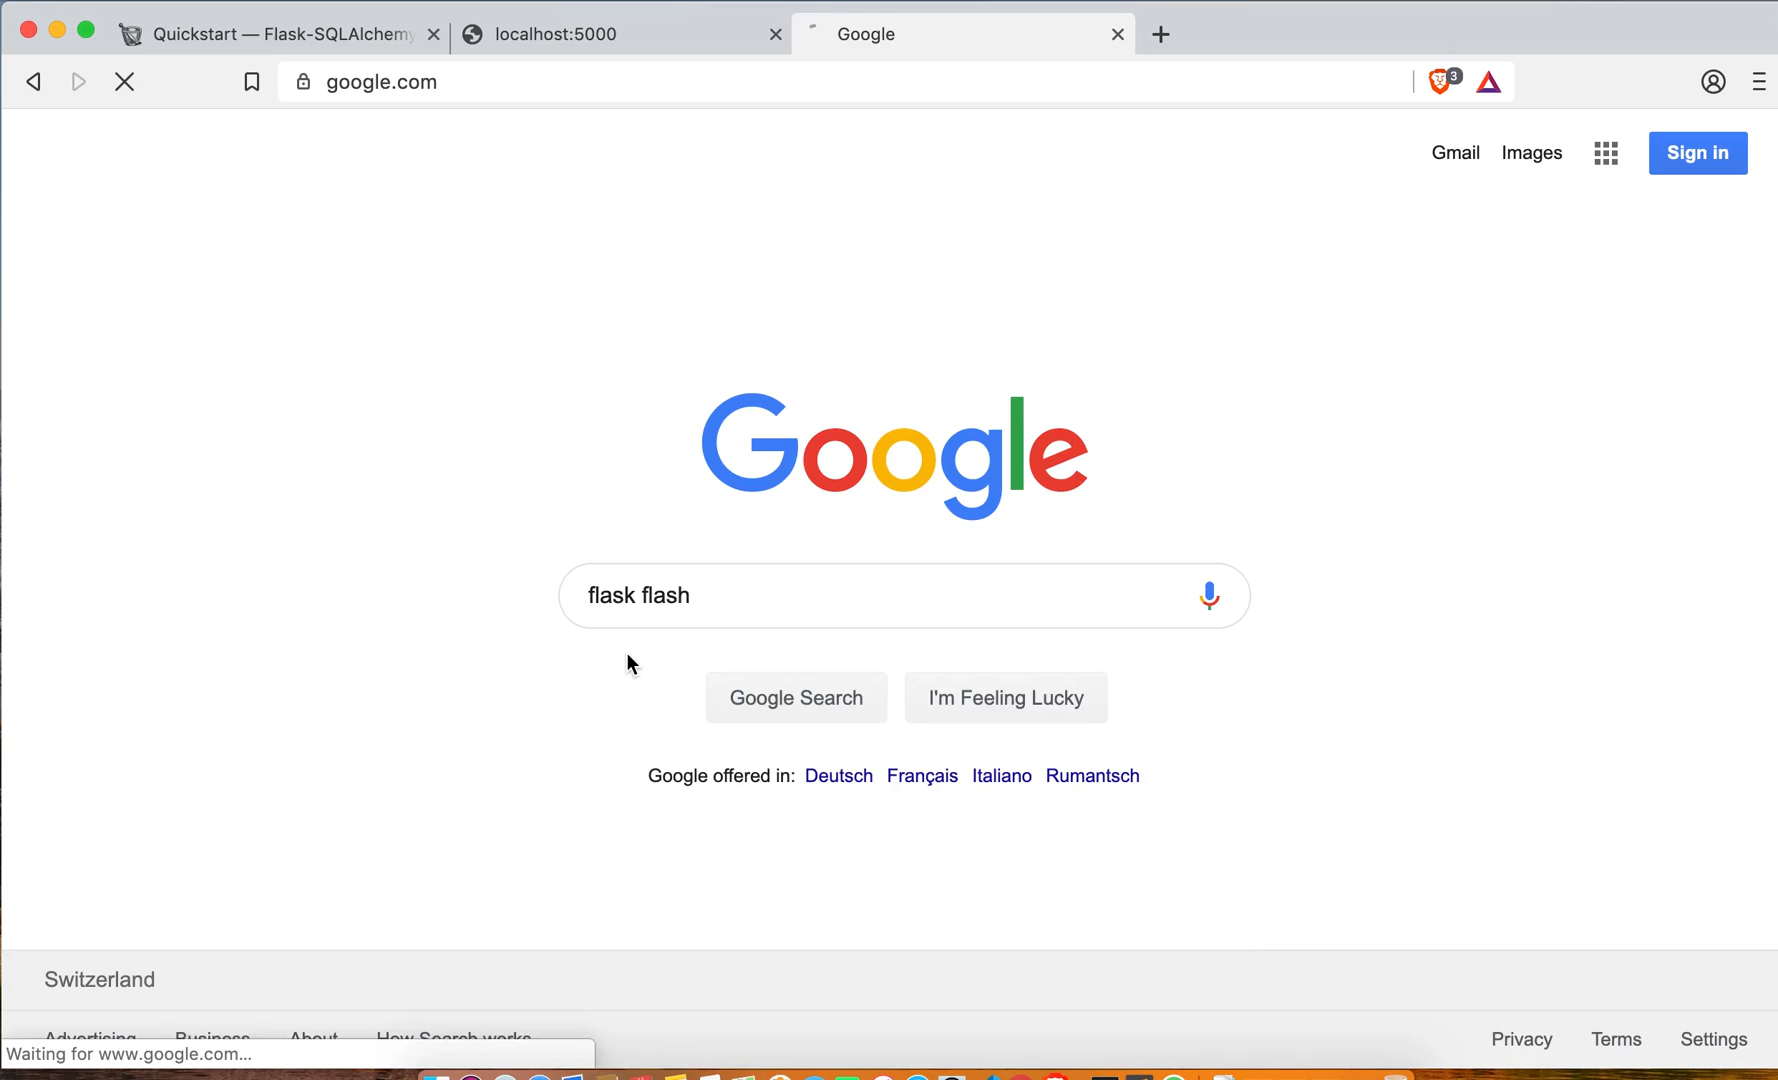 Quickstart — Flask-SQLAlchemy
localhost:5000
Google
google.com
3
Gmail Images Sign in
Google
flask flash
Google Search I'm Feeling Lucky
Google offered in: Deutsch Français Italiano Rumantsch
Switzerland
Advertising Business About How Search works
Privacy Terms Settings
Waiting for www.google.com...